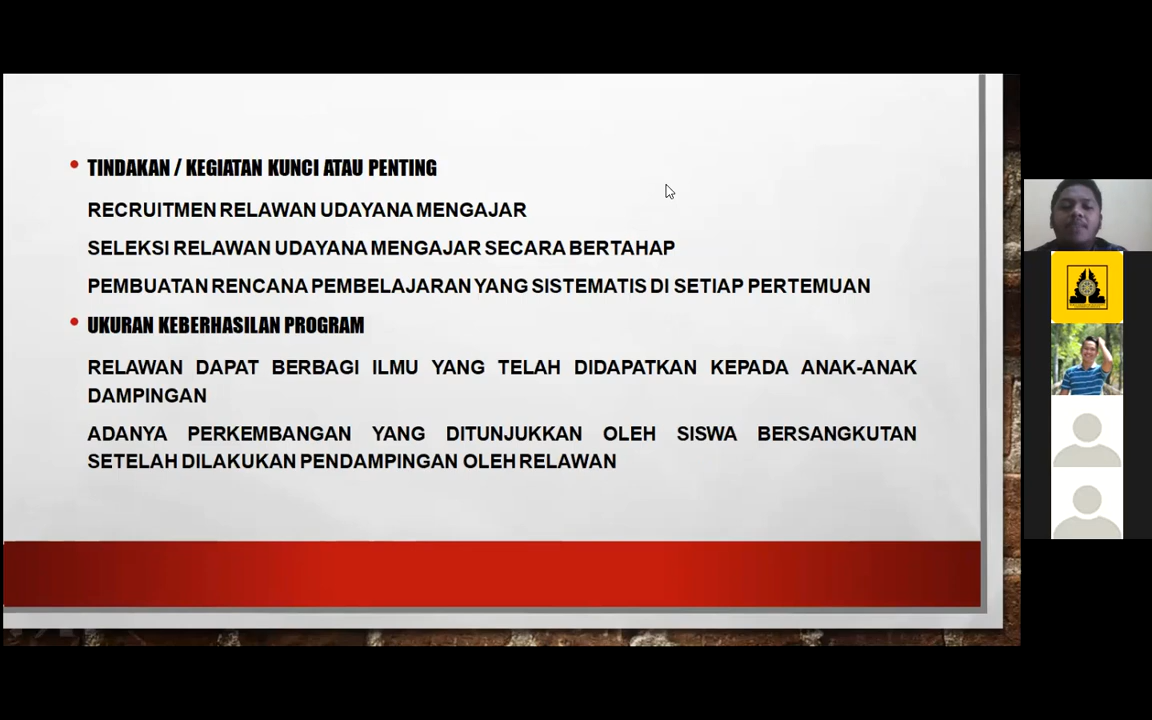 TINDAKAN / KEGIATAN KUNCI ATAU PENTING
RECRUITMEN RELAWAN UDAYANA MENGAJAR
SELEKSI RELAWAN UDAYANA MENGAJAR SECARA BERTAHAP
PEMBUATAN RENCANA PEMBELAJARAN YANG SISTEMATIS DI SETIAP PERTEMUAN
UKURAN KEBERHASILAN PROGRAM
RELAWAN DAPAT BERBAGI ILMU YANG TELAH DIDAPATKAN KEPADA ANAK-ANAK
DAMPINGAN
ADANYA PERKEMBANGAN YANG DITUNJUKKAN OLEH SISWA BERSANGKUTAN
SETELAH DILAKUKAN PENDAMPINGAN OLEH RELAWAN